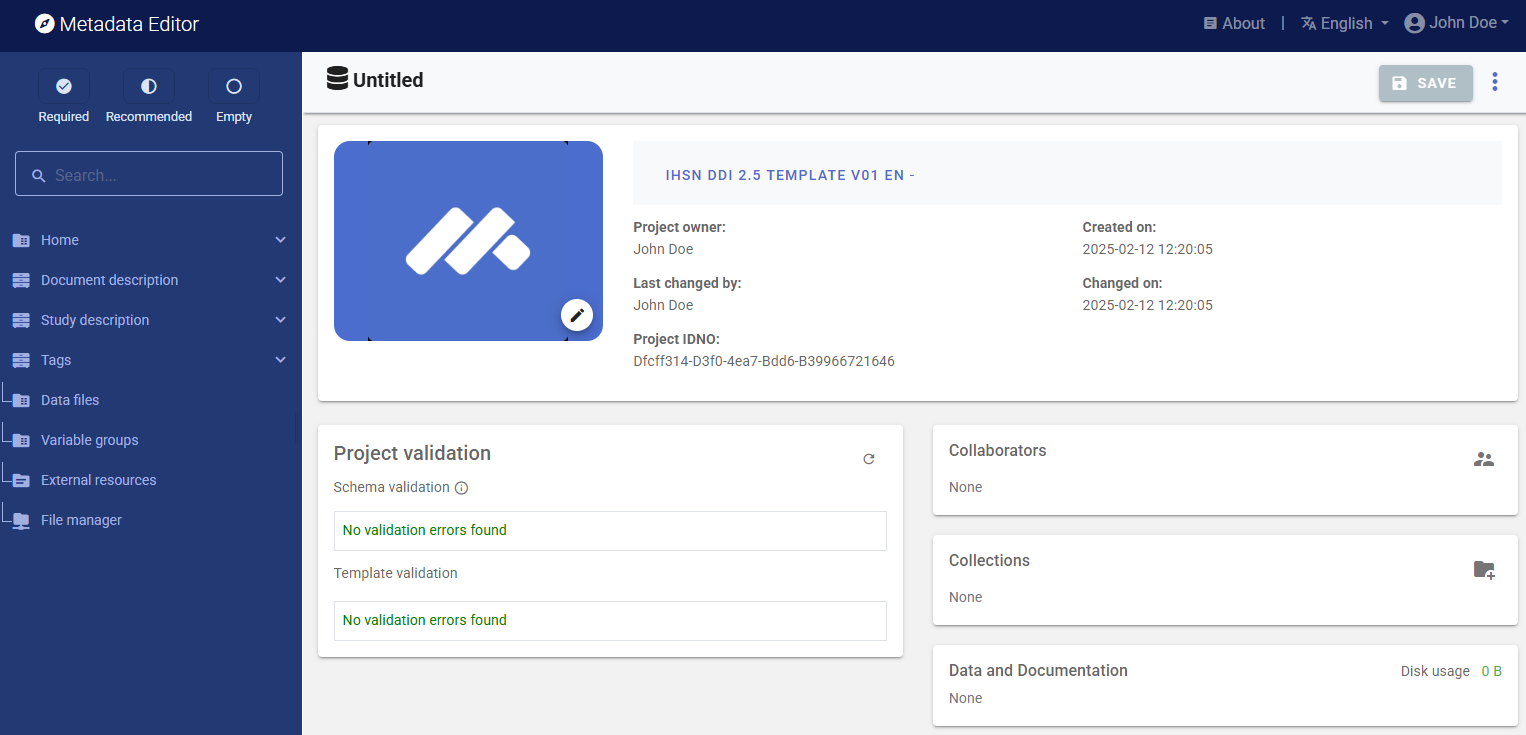 Metadata Editor
About | English John Doe
Required Recommended Empty
Search...
Home
Document description
Study description
Tags
Data files
Variable groups
External resources
File manager
Untitled
SAVE
IHSN DDI 2.5 TEMPLATE V01 EN -
Project owner:
John Doe
Created on:
2025-02-12 12:20:05
Last changed by:
John Doe
Changed on:
2025-02-12 12:20:05
Project IDNO:
Dfcff314-D3f0-4ea7-Bdd6-B39966721646
Project validation
Schema validation
No validation errors found
Template validation
No validation errors found
Collaborators
None
Collections
None
Data and Documentation
Disk usage 0 B
None